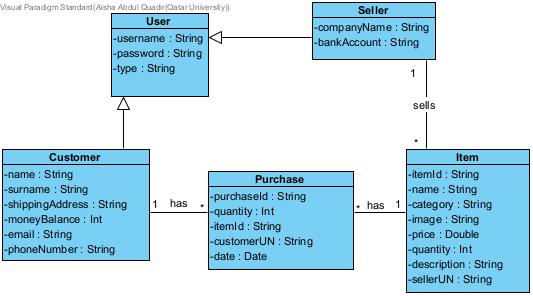 Visual Paradigm Standard(Aisha Abdul Quadir(Qatar University))
User
-username : String
-password : String
-type : String
Seller
-companyName : String
-bankAccount : String
1
sells
*
Customer
-name : String
-surname : String
-shippingAddress : String
-moneyBalance : Int
-email : String
-phoneNumber : String
1
has
*
Purchase
-purchaseId : String
-quantity : Int
-itemId : String
-customerUN : String
-date : Date
*
has
1
Item
-itemId : String
-name : String
-category : String
-image : String
-price : Double
-quantity : Int
-description : String
-sellerUN : String